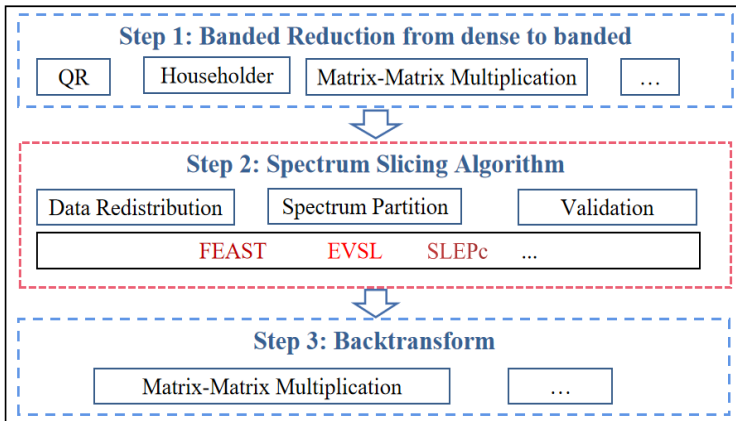 Step 1: Banded Reduction from dense to banded
QR Householder Matrix-Matrix Multiplication …
Step 2: Spectrum Slicing Algorithm
Data Redistribution Spectrum Partition Validation
FEAST EVSL SLEPc ...
Step 3: Backtransform
Matrix-Matrix Multiplication …